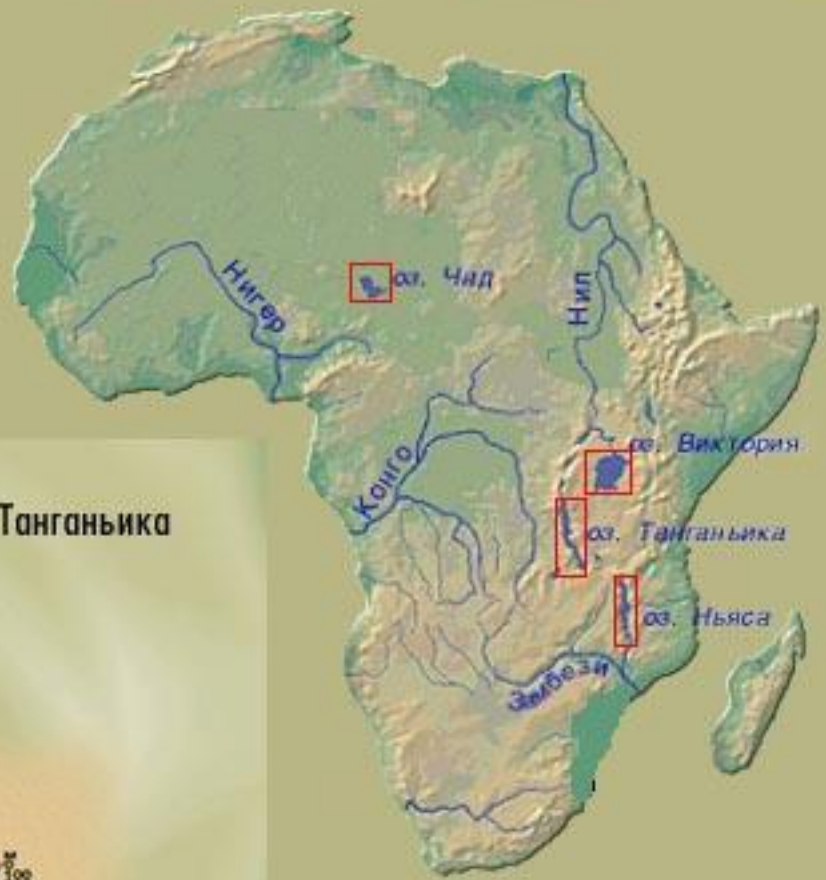 оз. Чад
Нигер
Нил
оз. Виктория
Конго
Танганьика
оз. Танганьика
оз. Ньяса
Замбези